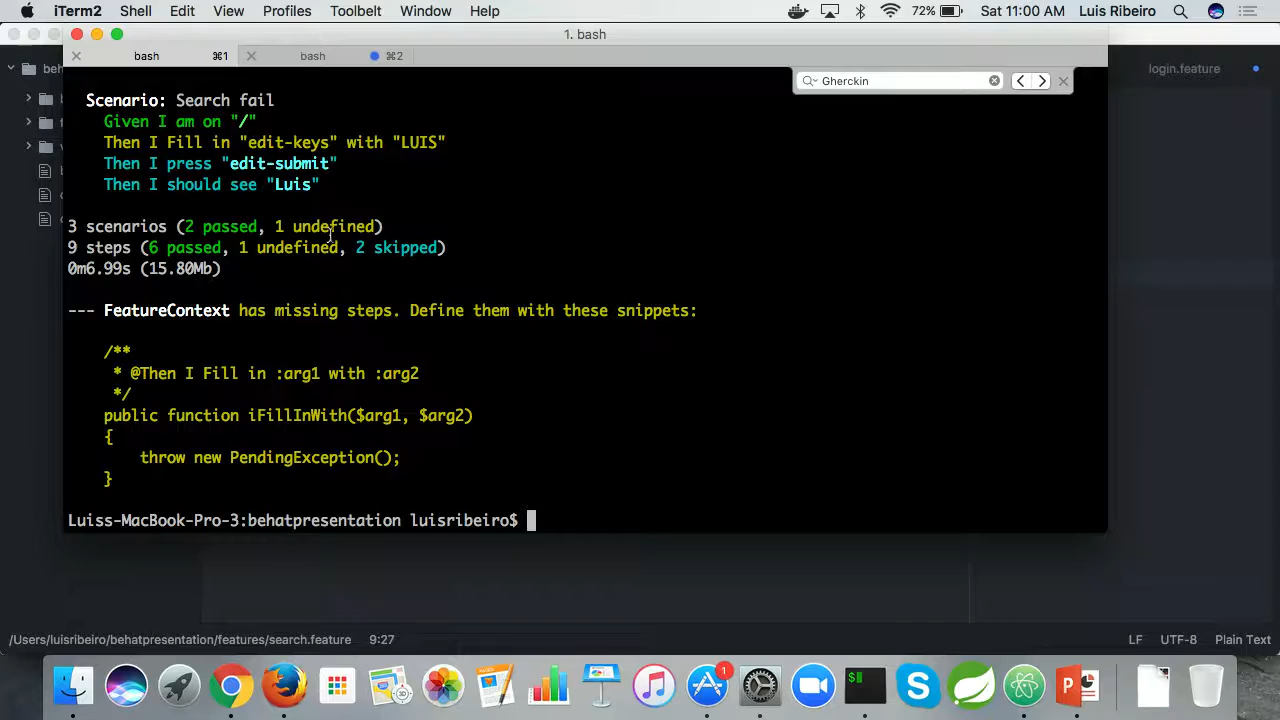 iTerm2 Shell Edit View Profiles Toolbelt Window Help 72% Sat 11:00 AM Luis Ribeiro
1. bash
bash ⌘1 bash ⌘2
login.feature
Gherckin
Scenario: Search fail
Given I am on "/"
Then I Fill in "edit-keys" with "LUIS"
Then I press "edit-submit"
Then I should see "Luis"
3 scenarios (2 passed, 1 undefined)
9 steps (6 passed, 1 undefined, 2 skipped)
0m6.99s (15.80Mb)
--- FeatureContext has missing steps. Define them with these snippets:
/**
* @Then I Fill in :arg1 with :arg2
*/
public function iFillInWith($arg1, $arg2)
{
throw new PendingException();
}
Luiss-MacBook-Pro-3:behatpresentation luisribeiro$
/Users/luisribeiro/behatpresentation/features/search.feature 9:27 LF UTF-8 Plain Text
1